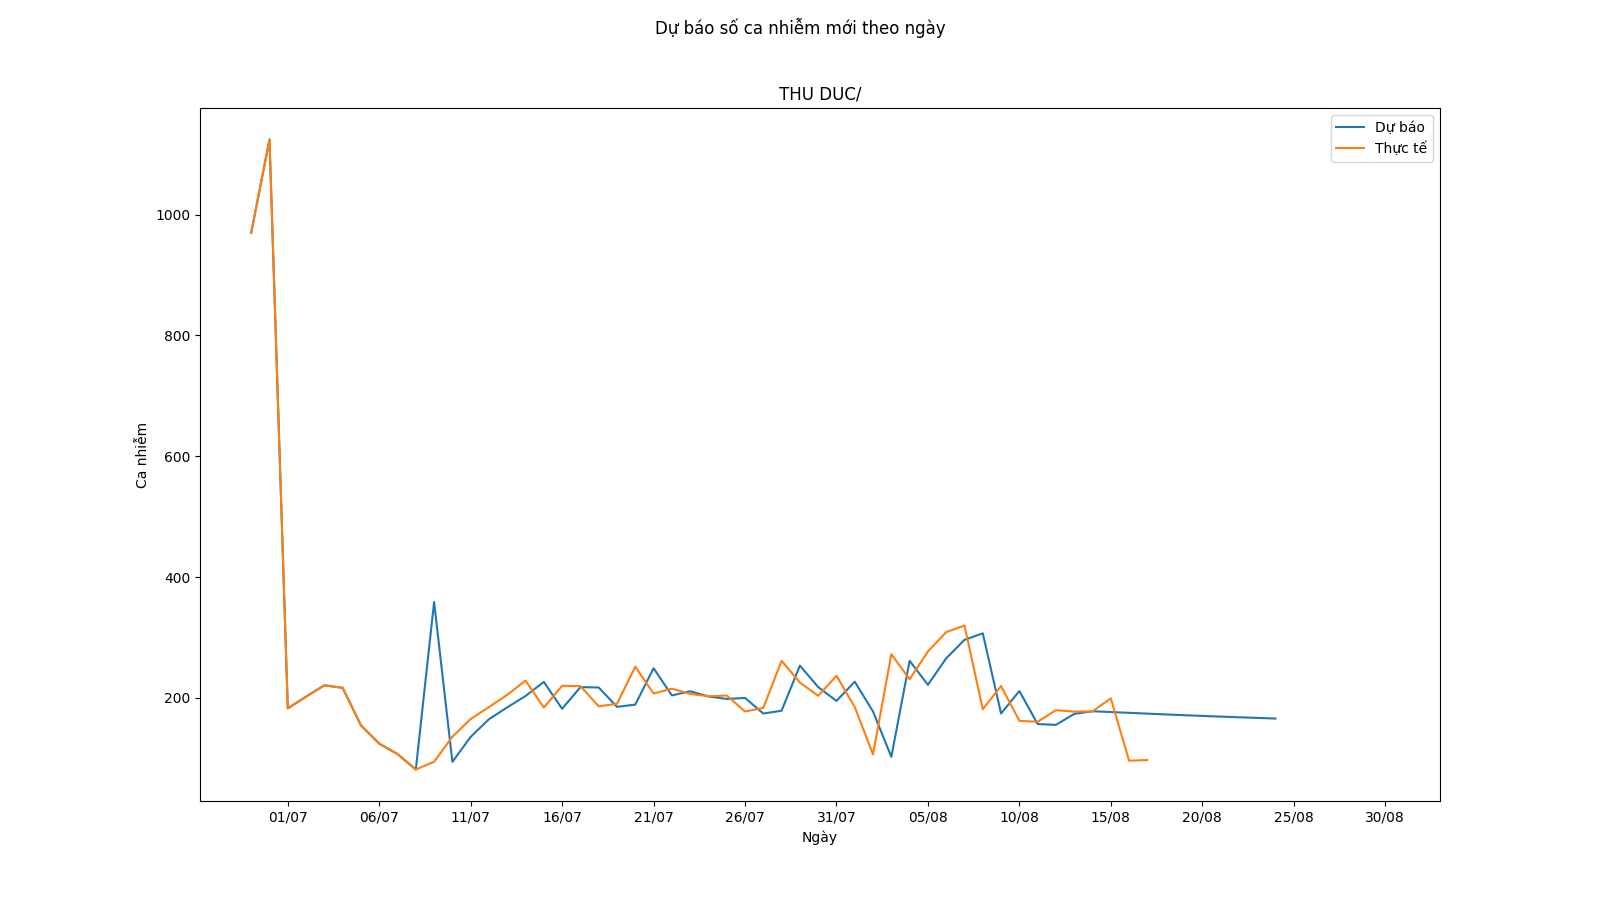 Dự báo số ca nhiễm mới theo ngày
THU DUC/
Dự báo
Thực tế
1000
800
600
400
200
Ca nhiễm
01/07 06/07 11/07 16/07 21/07 26/07 31/07 05/08 10/08 15/08 20/08 25/08 30/08
Ngày